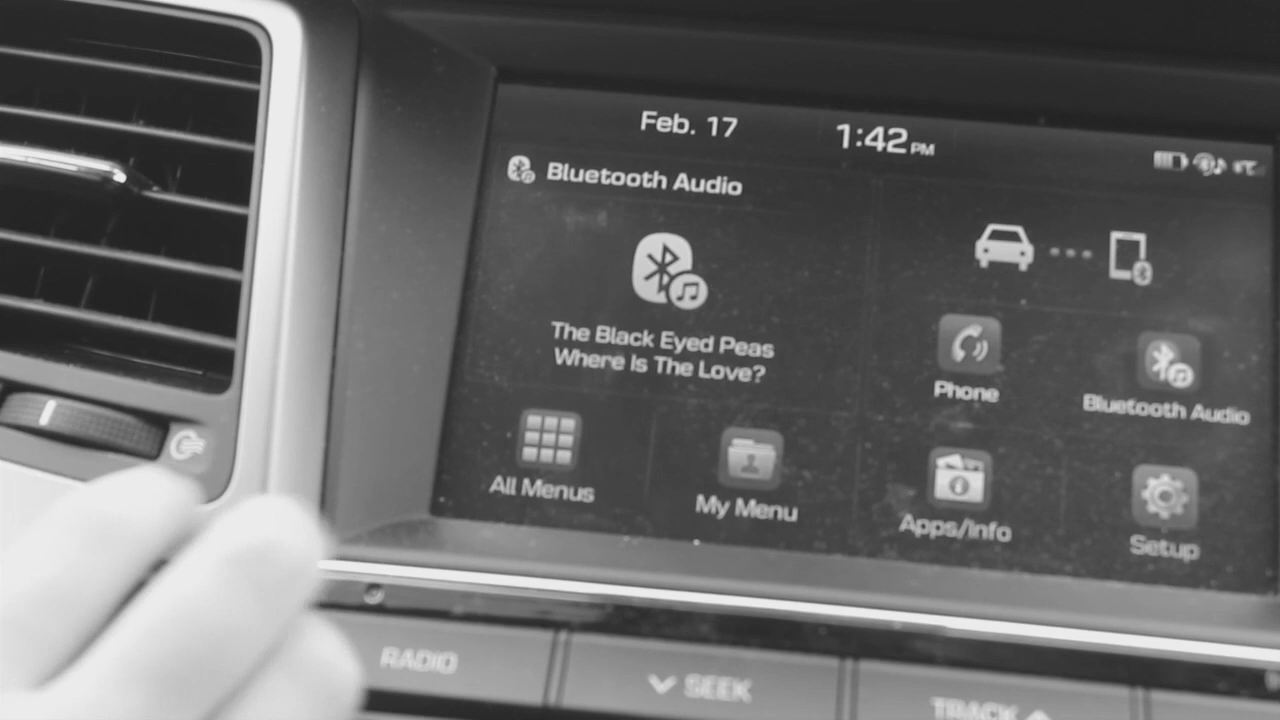 Feb. 17
1:42 PM
Bluetooth Audio
The Black Eyed Peas
Where Is The Love?
Phone
Bluetooth Audio
All Menus
My Menu
Apps/Info
Setup
RADIO
SEEK
TRACK